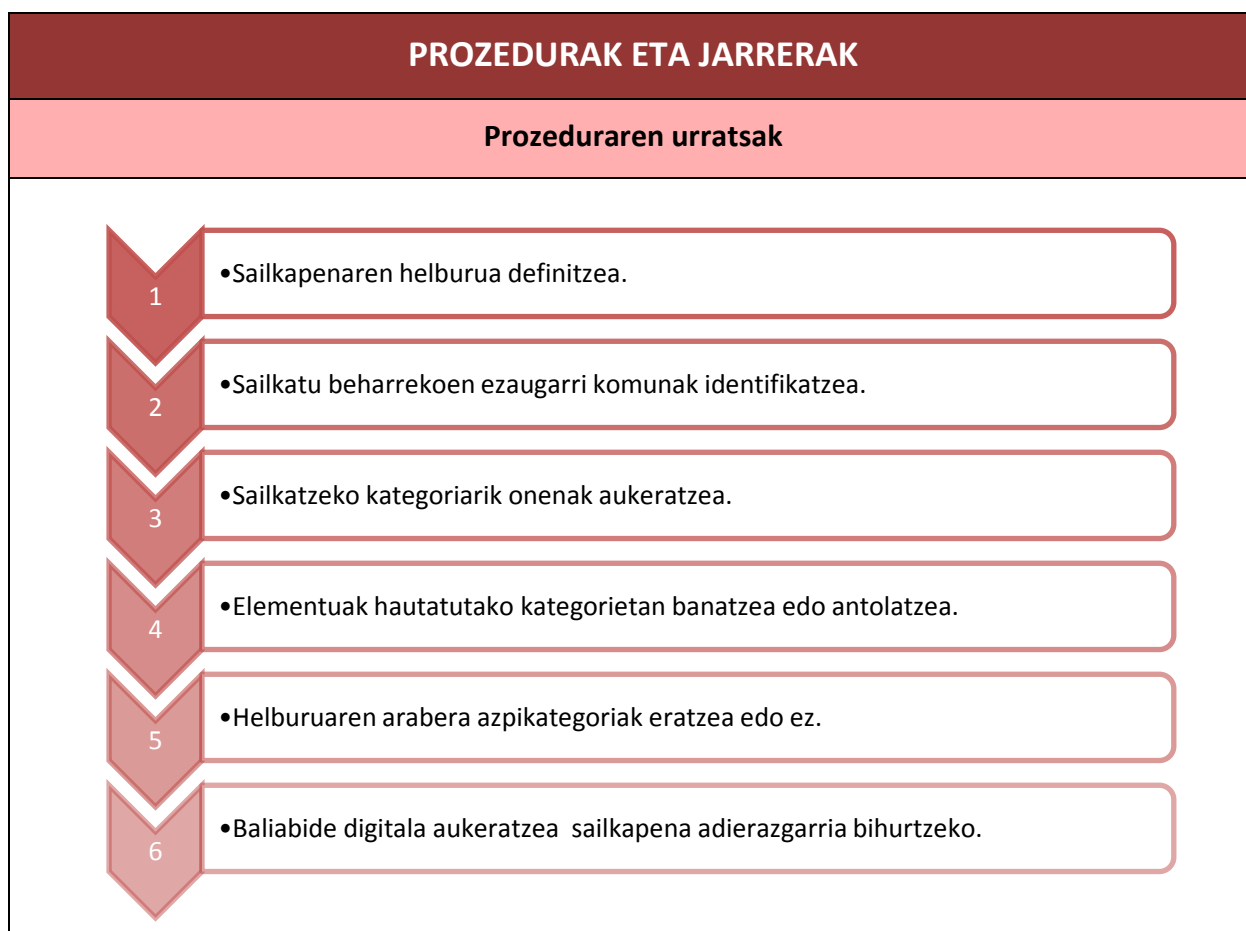 PROZEDURAK ETA JARRERAK
Prozeduraren urratsak
1
•Sailkapenaren helburua definitzea.
2
•Sailkatu beharrekoen ezaugarri komunak identifikatzea.
3
•Sailkatzeko kategoriarik onenak aukeratzea.
4
•Elementuak hautatutako kategorietan banatzea edo antolatzea.
5
•Helburuaren arabera azpikategoriak eratzea edo ez.
6
•Baliabide digitala aukeratzea  sailkapena adierazgarria bihurtzeko.